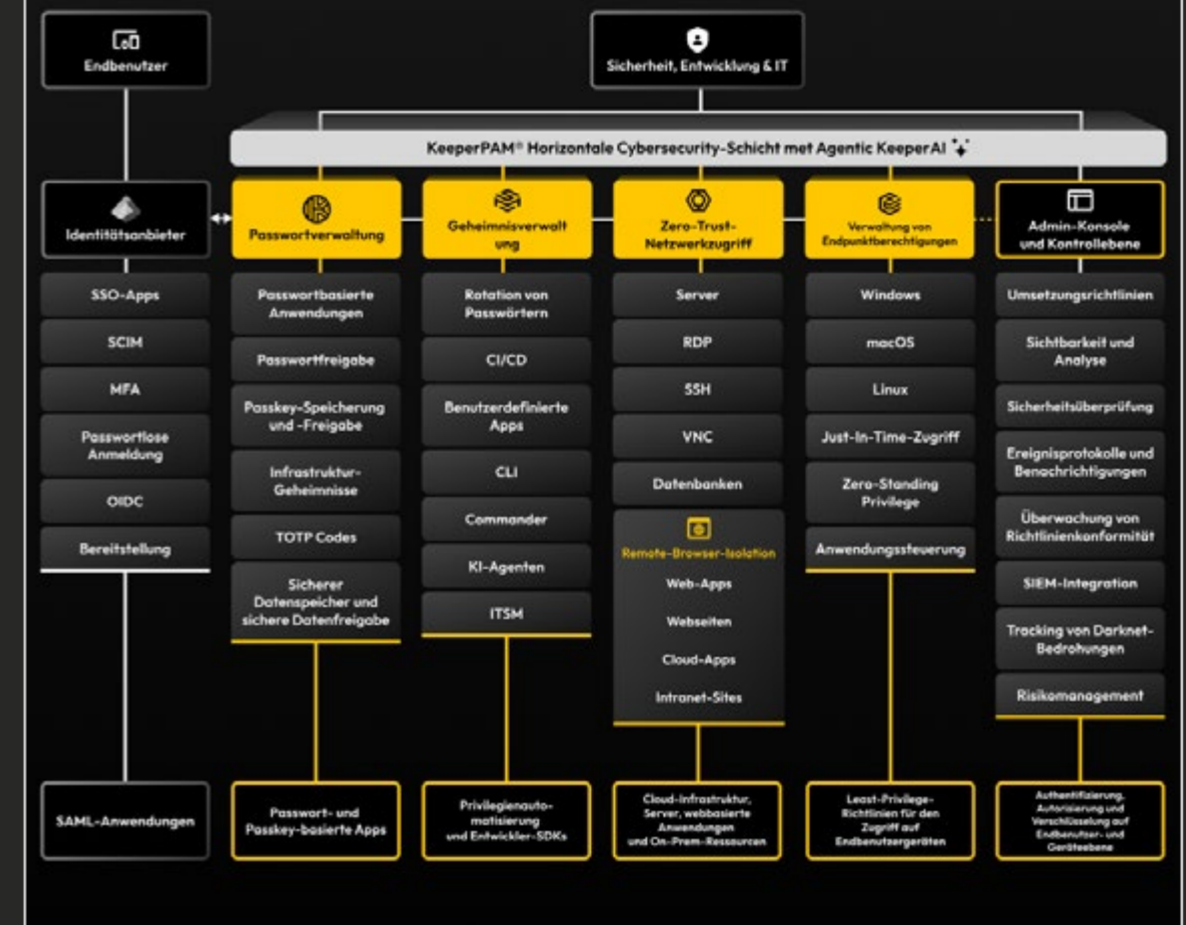 Endbenutzer
Sicherheit, Entwicklung & IT
KeeperPAM® Horizontale Cybersecurity-Schicht met Agentic KeeperAI
Identitätsanbieter
SSO-Apps
SCIM
MFA
Passwortlose
Anmeldung
OIDC
Bereitstellung
SAML-Anwendungen
Passwortverwaltung
Passwortbasierte
Anwendungen
Passwortfreigabe
Passkey-Speicherung
und -Freigabe
Infrastruktur-
Geheimnisse
TOTP Codes
Sicherer
Datenspeicher und
sichere Datenfreigabe
Passwort- und
Passkey-basierte Apps
Geheimnisverwalt
ung
Rotation von
Passwörtern
CI/CD
Benutzerdefinierte
Apps
CLI
Commander
KI-Agenten
ITSM
Privilegienauto-
matisierung
und Entwickler-SDKs
Zero-Trust-
Netzwerkzugriff
Server
RDP
SSH
VNC
Datenbanken
Remote-Browser-Isolation
Web-Apps
Webseiten
Cloud-Apps
Intranet-Sites
Cloud-Infrastruktur,
Server, webbasierte
Anwendungen
und On-Prem-Ressourcen
Verwaltung von
Endpunktberechtigungen
Windows
macOS
Linux
Just-In-Time-Zugriff
Zero-Standing
Privilege
Anwendungssteuerung
Least-Privilege-
Richtlinien für den
Zugriff auf
Endbenutzergeräten
Admin-Konsole
und Kontrollebene
Umsetzungsrichtlinien
Sichtbarkeit und
Analyse
Sicherheitsüberprüfung
Ereignisprotokolle und
Benachrichtigungen
Überwachung von
Richtlinienkonformität
SIEM-Integration
Tracking von Darknet-
Bedrohungen
Risikomanagement
Authentifizierung,
Autorisierung und
Verschlüsselung auf
Endbenutzer- und
Geräteebene